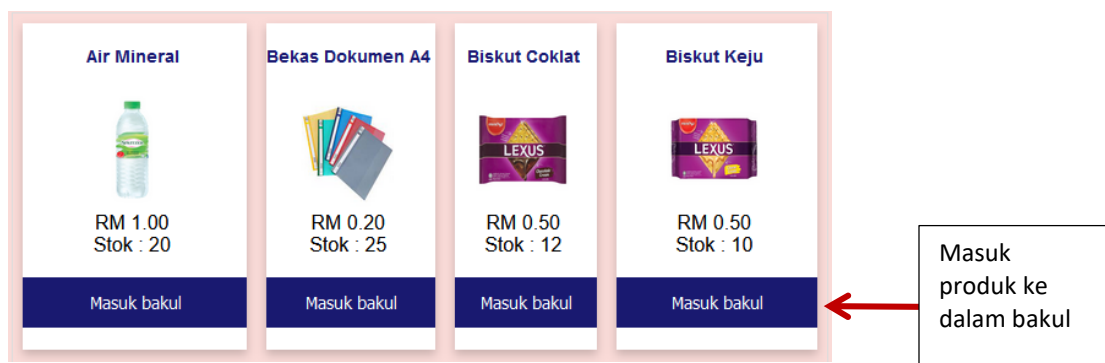 Air Mineral
RM 1.00
Stok : 20
Masuk bakul
Bekas Dokumen A4
RM 0.20
Stok : 25
Masuk bakul
Biskut Coklat
LEXUS
RM 0.50
Stok : 12
Masuk bakul
Biskut Keju
LEXUS
RM 0.50
Stok : 10
Masuk bakul
Masuk
produk ke
dalam bakul